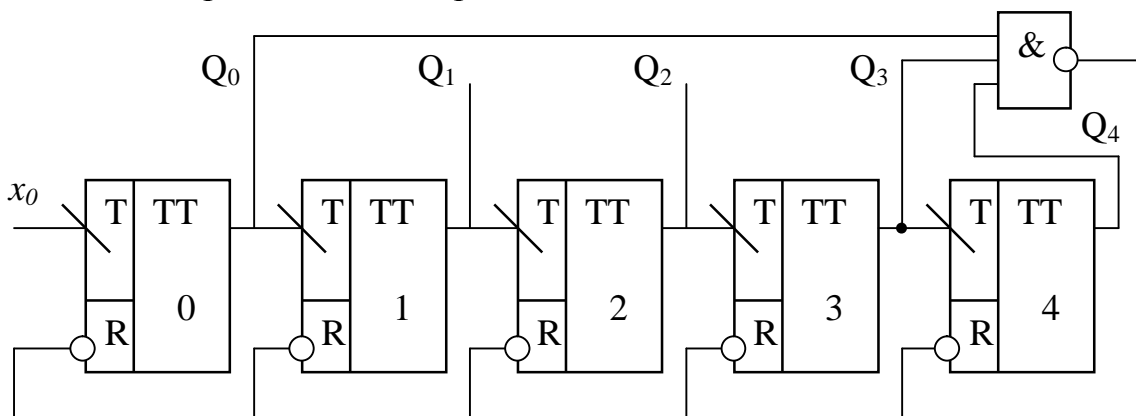 &
Q₀ Q₁ Q₂ Q₃
Q₄
x₀ T TT T TT T TT T TT T TT
0 1 2 3 4
R R R R R